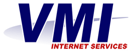 VMI
INTERNET SERVICES